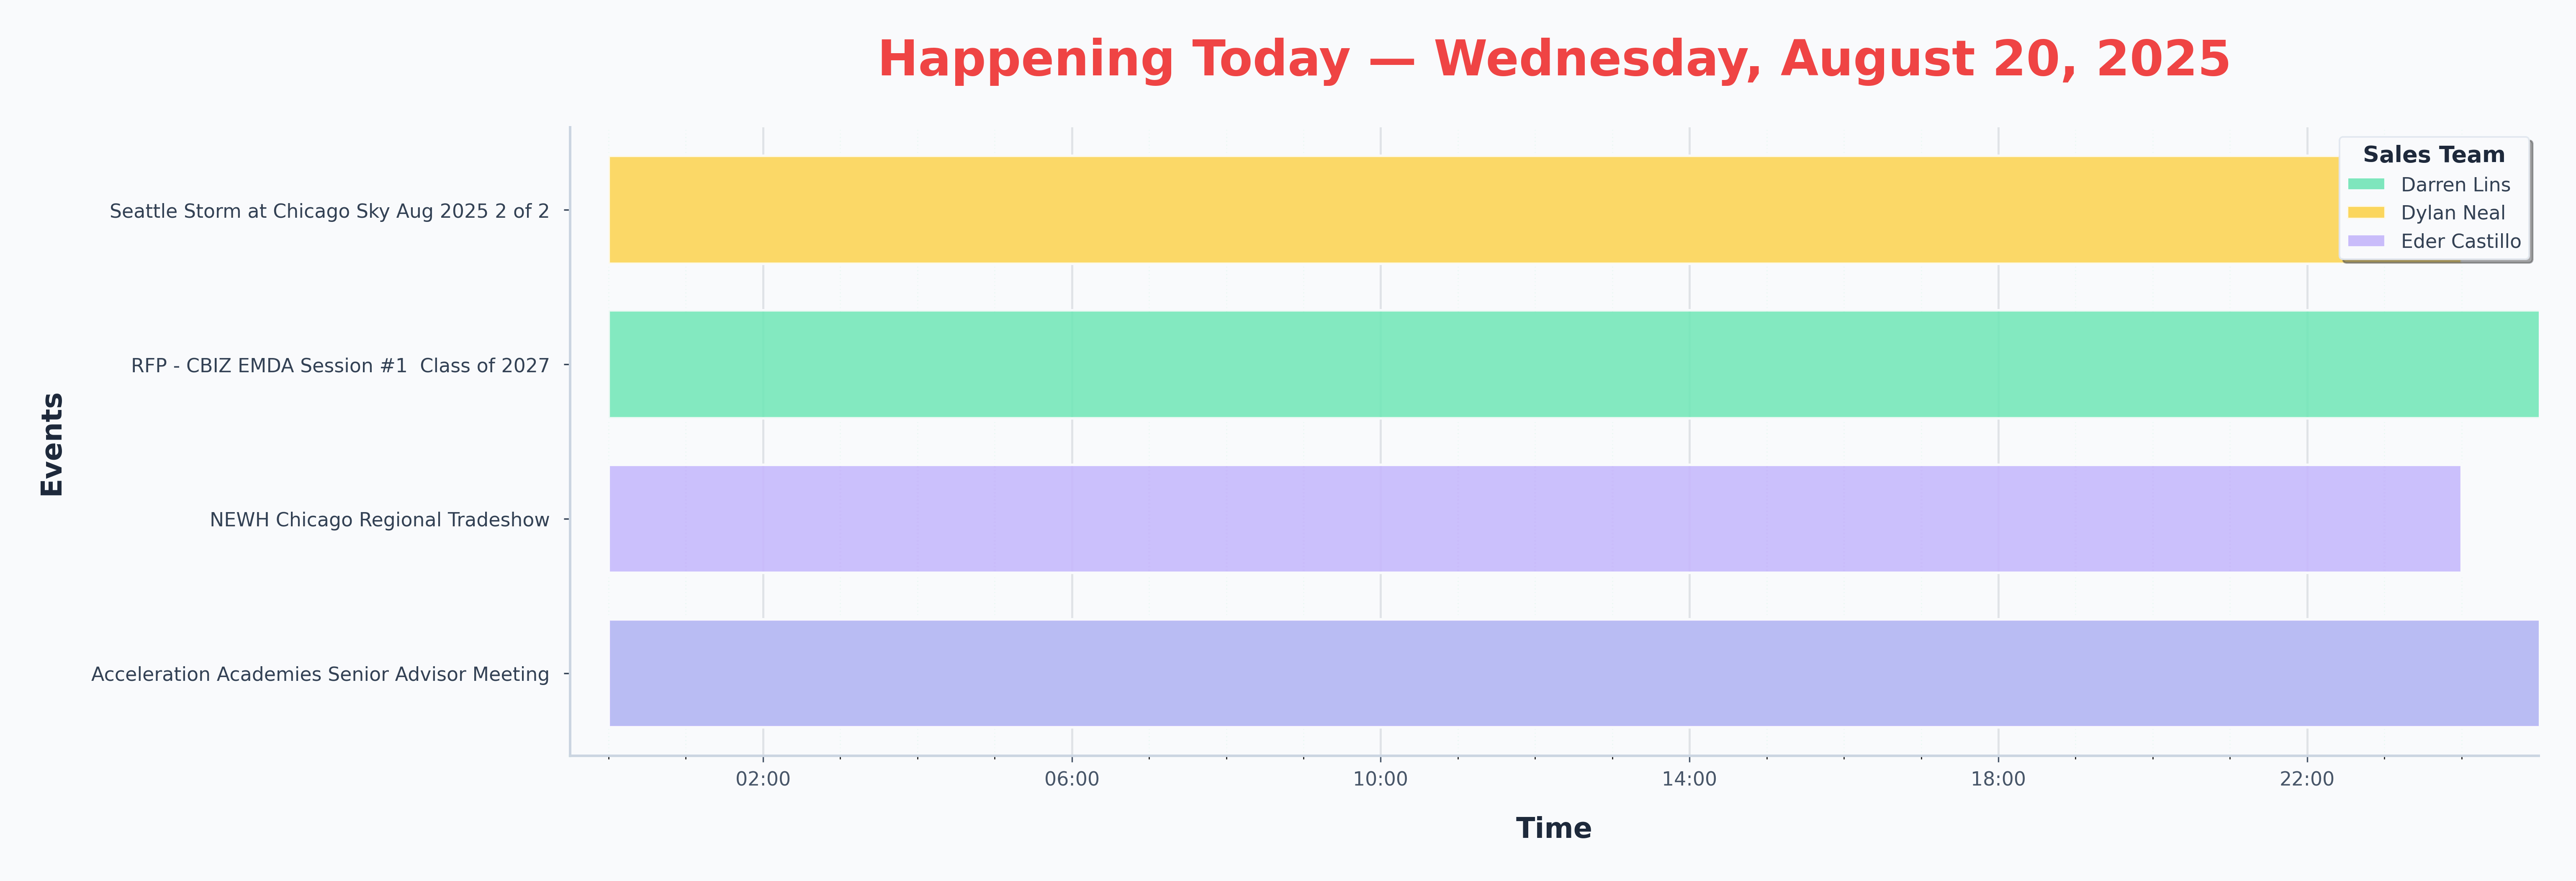 Happening Today — Wednesday, August 20, 2025
Sales Team
Darren Lins
Dylan Neal
Eder Castillo
Events
Seattle Storm at Chicago Sky Aug 2025 2 of 2
RFP - CBIZ EMDA Session #1  Class of 2027
NEWH Chicago Regional Tradeshow
Acceleration Academies Senior Advisor Meeting
02:00 06:00 10:00 14:00 18:00 22:00
Time